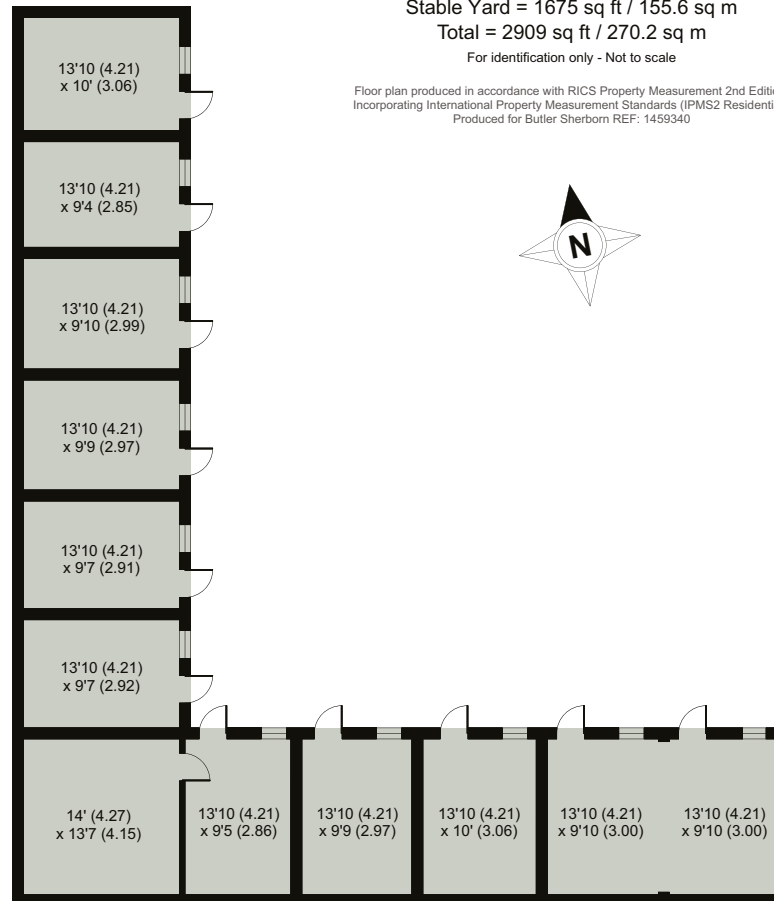 Stable Yard = 1675 sq ft / 155.6 sq m
Total = 2909 sq ft / 270.2 sq m
For identification only - Not to scale
Floor plan produced in accordance with RICS Property Measurement 2nd Editio
Incorporating International Property Measurement Standards (IPMS2 Residenti
Produced for Butler Sherborn REF: 1459340
N
13'10 (4.21)
x 10' (3.06)
13'10 (4.21)
x 9'4 (2.85)
13'10 (4.21)
x 9'10 (2.99)
13'10 (4.21)
x 9'9 (2.97)
13'10 (4.21)
x 9'7 (2.91)
13'10 (4.21)
x 9'7 (2.92)
14' (4.27)
x 13'7 (4.15)
13'10 (4.21)
x 9'5 (2.86)
13'10 (4.21)
x 9'9 (2.97)
13'10 (4.21)
x 10' (3.06)
13'10 (4.21)
x 9'10 (3.00)
13'10 (4.21)
x 9'10 (3.00)